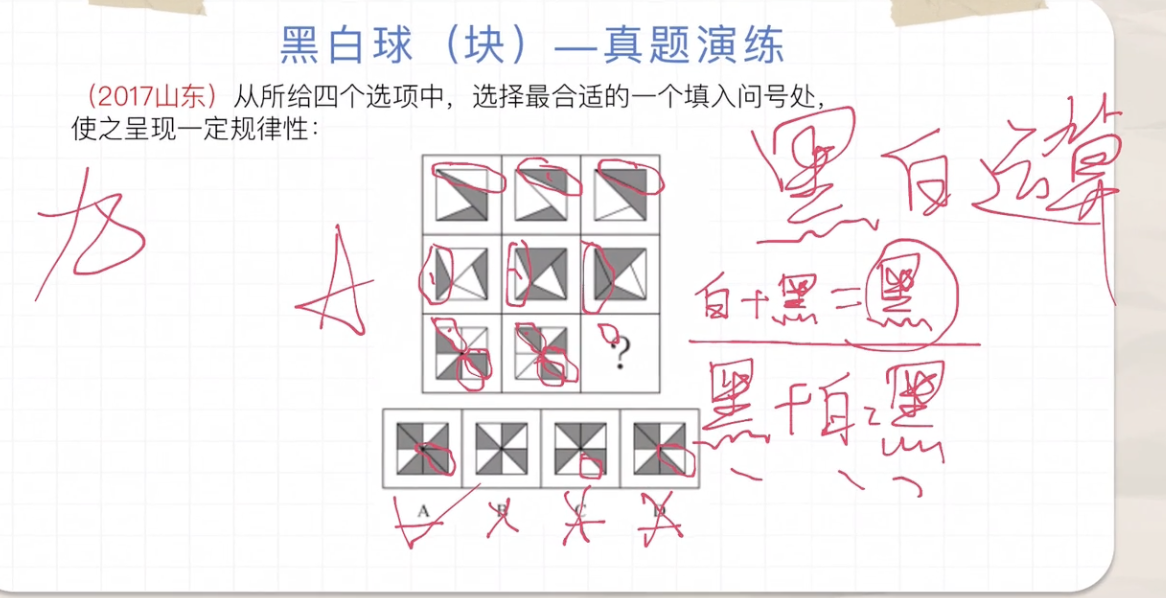 黑白球（块）—真题演练
（2017山东）从所给四个选项中，选择最合适的一个填入问号处，
使之呈现一定规律性：
黑白运算
A
白+黑=黑
?
黑+白=黑
A B C D